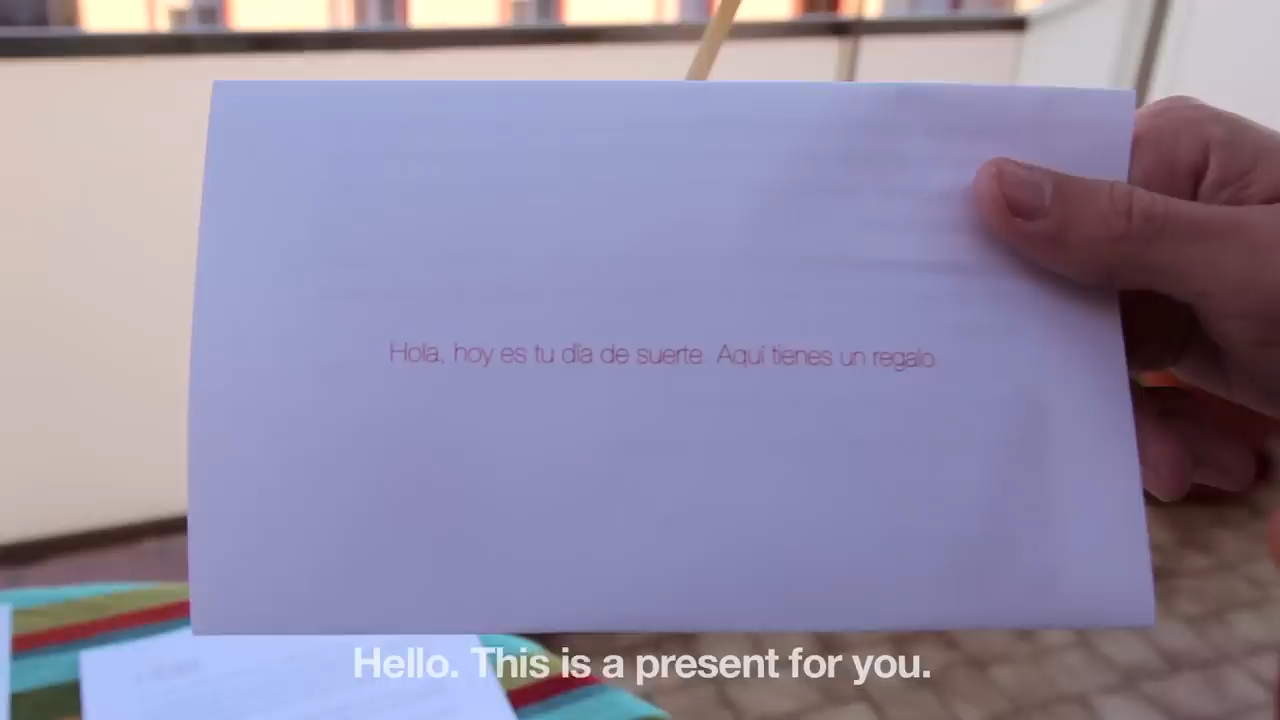 Hola, hoy es tu día de suerte. Aquí tienes un regalo.
Hello. This is a present for you.